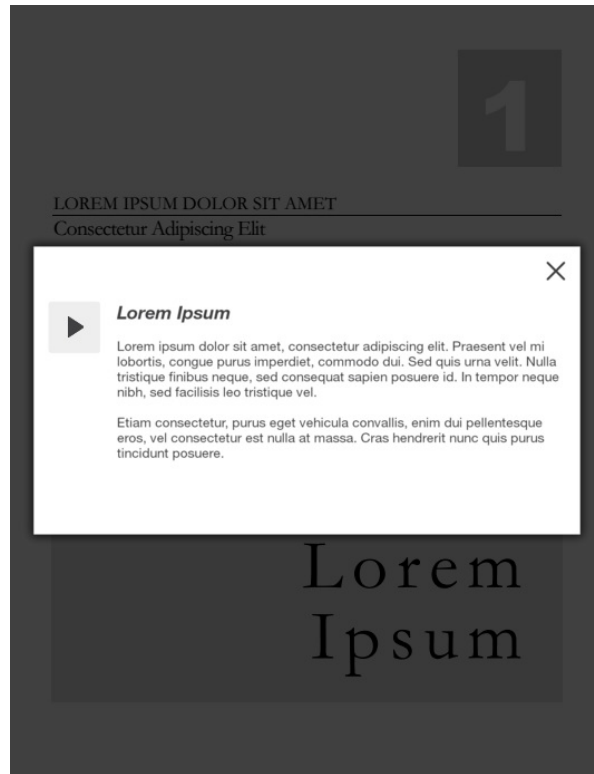 1
LOREM IPSUM DOLOR SIT AMET
Consectetur Adipiscing Elit
Lorem Ipsum
Lorem ipsum dolor sit amet, consectetur adipiscing elit. Praesent vel mi
lobortis, congue purus imperdiet, commodo dui. Sed quis urna velit. Nulla
tristique finibus neque, sed consequat sapien posuere id. In tempor neque
nibh, sed facilisis leo tristique vel.
Etiam consectetur, purus eget vehicula convallis, enim dui pellentesque
eros, vel consectetur est nulla at massa. Cras hendrerit nunc quis purus
tincidunt posuere.
Lorem
Ipsum